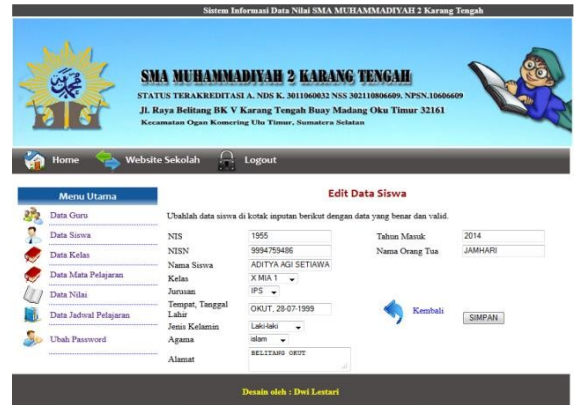 Sistem Informasi Data Nilai SMA MUHAMMADIYAH 2 Karang Tengah
SMA MUHAMMADIYAH 2 KARANG TENGAH
STATUS TERAKREDITASI A. NDS K. 3011060032 NSS 302110806609. NPSN.10606609
Jl. Raya Belitang BK V Karang Tengah Buay Madang Oku Timur 32161
Kecamatan Ogan Komering Ulu Timur, Sumatera Selatan
Home Website Sekolah Logout
Menu Utama
Data Guru
Data Siswa
Data Kelas
Data Mata Pelajaran
Data Nilai
Data Jadwal Pelajaran
Ubah Password
Edit Data Siswa
Ubahlah data siswa di kotak inputan berikut dengan data yang benar dan valid.
NIS 1955
NISN 9994759486
Nama Siswa ADITYA AGI SETIAWA
Kelas X MIA 1
Jurusan IPS
Tempat, Tanggal
Lahir OKUT, 28-07-1999
Jenis Kelamin Laki-laki
Agama islam
Alamat BELITANG OKUT
Tahun Masuk 2014
Nama Orang Tua JAMHARI
Kembali SIMPAN
Desain oleh : Dwi Lestari